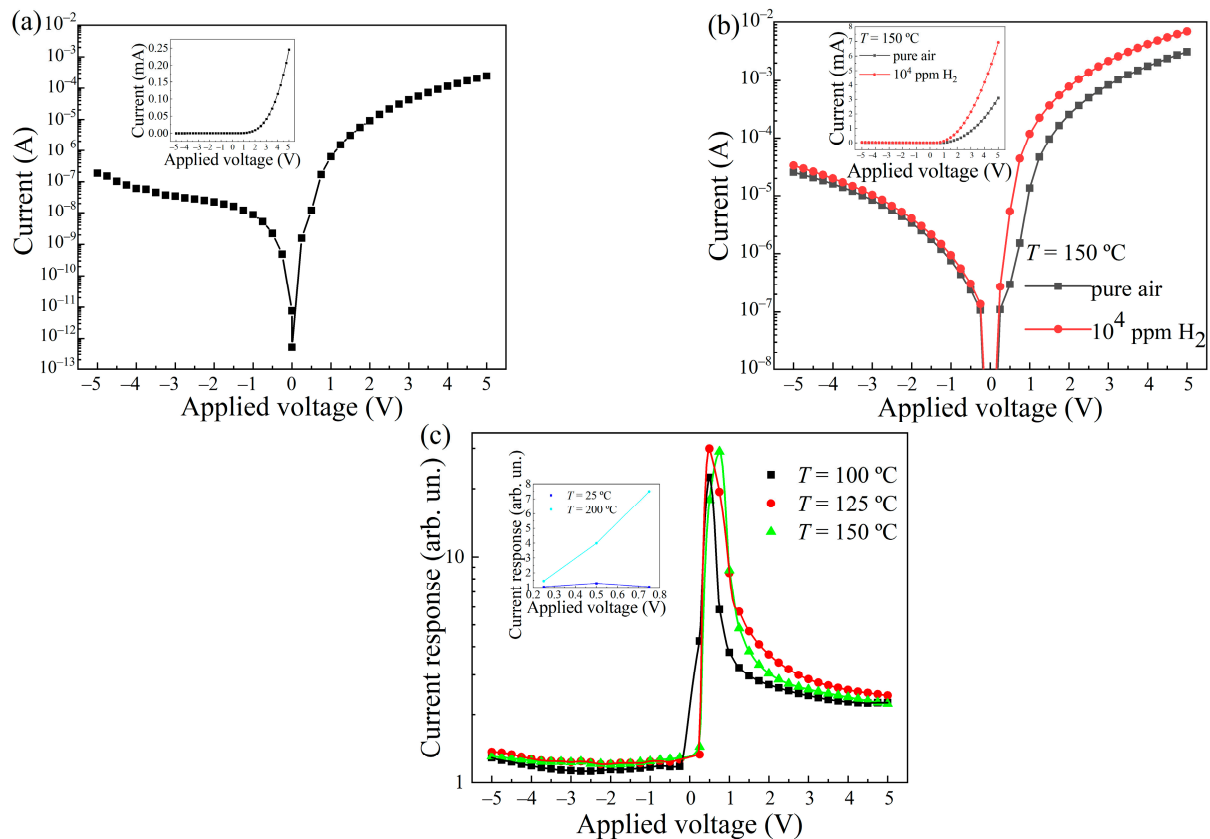 (a)
10–2
10–3
10–4
10–5
10–6
10–7
10–8
10–9
10–10
10–11
10–12
10–13
Current (A)
–5 –4 –3 –2 –1 0 1 2 3 4 5
Applied voltage (V)
0.25
0.20
0.15
0.10
0.05
0.00
Current (mA)
–5 –4 –3 –2 –1 0 1 2 3 4 5
Applied voltage (V)
(b)
10–2
10–3
10–4
10–5
10–6
10–7
10–8
Current (A)
–5 –4 –3 –2 –1 0 1 2 3 4 5
Applied voltage (V)
T = 150 ºC
pure air
104 ppm H2
8
7
6
5
4
3
2
1
0
Current (mA)
–5 –4 –3 –2 –1 0 1 2 3 4 5
Applied voltage (V)
T = 150 ºC
pure air
104 ppm H2
(c)
10
1
Current response (arb. un.)
–5 –4 –3 –2 –1 0 1 2 3 4 5
Applied voltage (V)
T = 100 ºC
T = 125 ºC
T = 150 ºC
8
7
6
5
4
3
2
1
Current response (arb. un.)
0.2 0.3 0.4 0.5 0.6 0.7 0.8
Applied voltage (V)
T = 25 ºC
T = 200 ºC